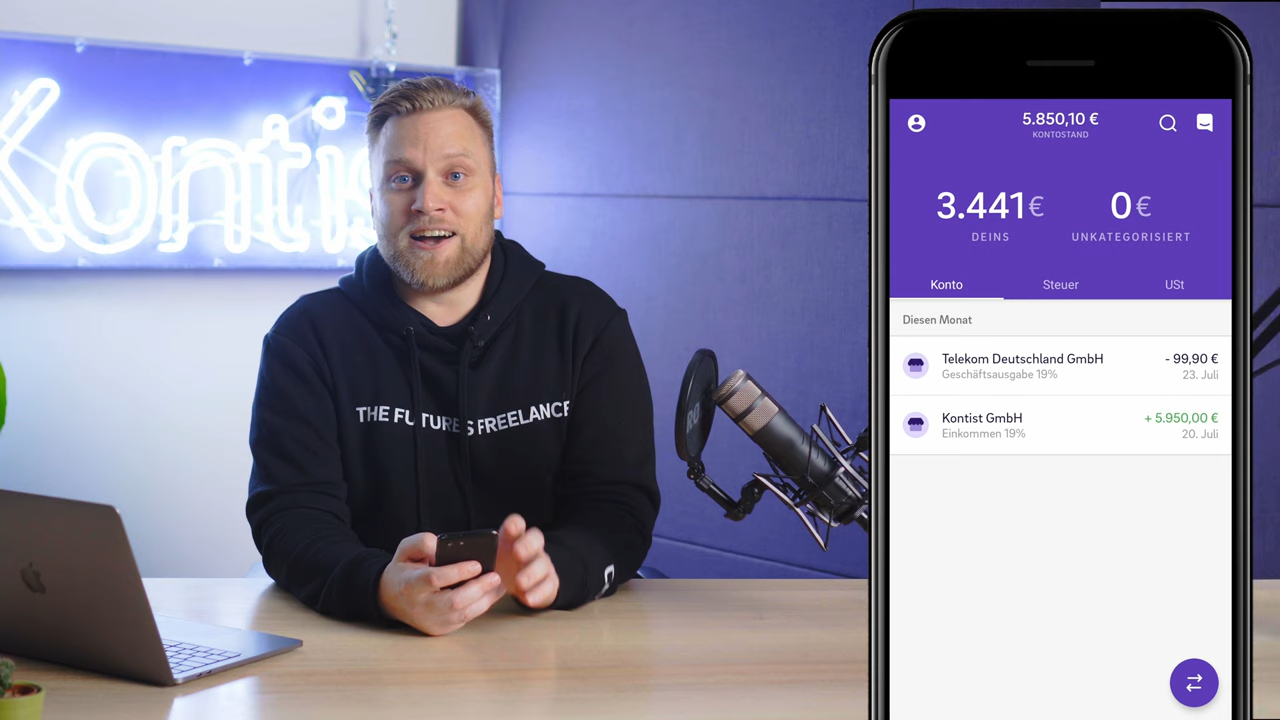 Kontis
THE FUTURE IS FREELANCE
5.850,10 €
KONTOSTAND
3.441€
DEINS
0€
UNKATEGORISIERT
Konto
Steuer
USt
Diesen Monat
Telekom Deutschland GmbH
- 99,90 €
Geschäftsausgabe 19%
23. Juli
Kontist GmbH
+ 5.950,00 €
Einkommen 19%
20. Juli